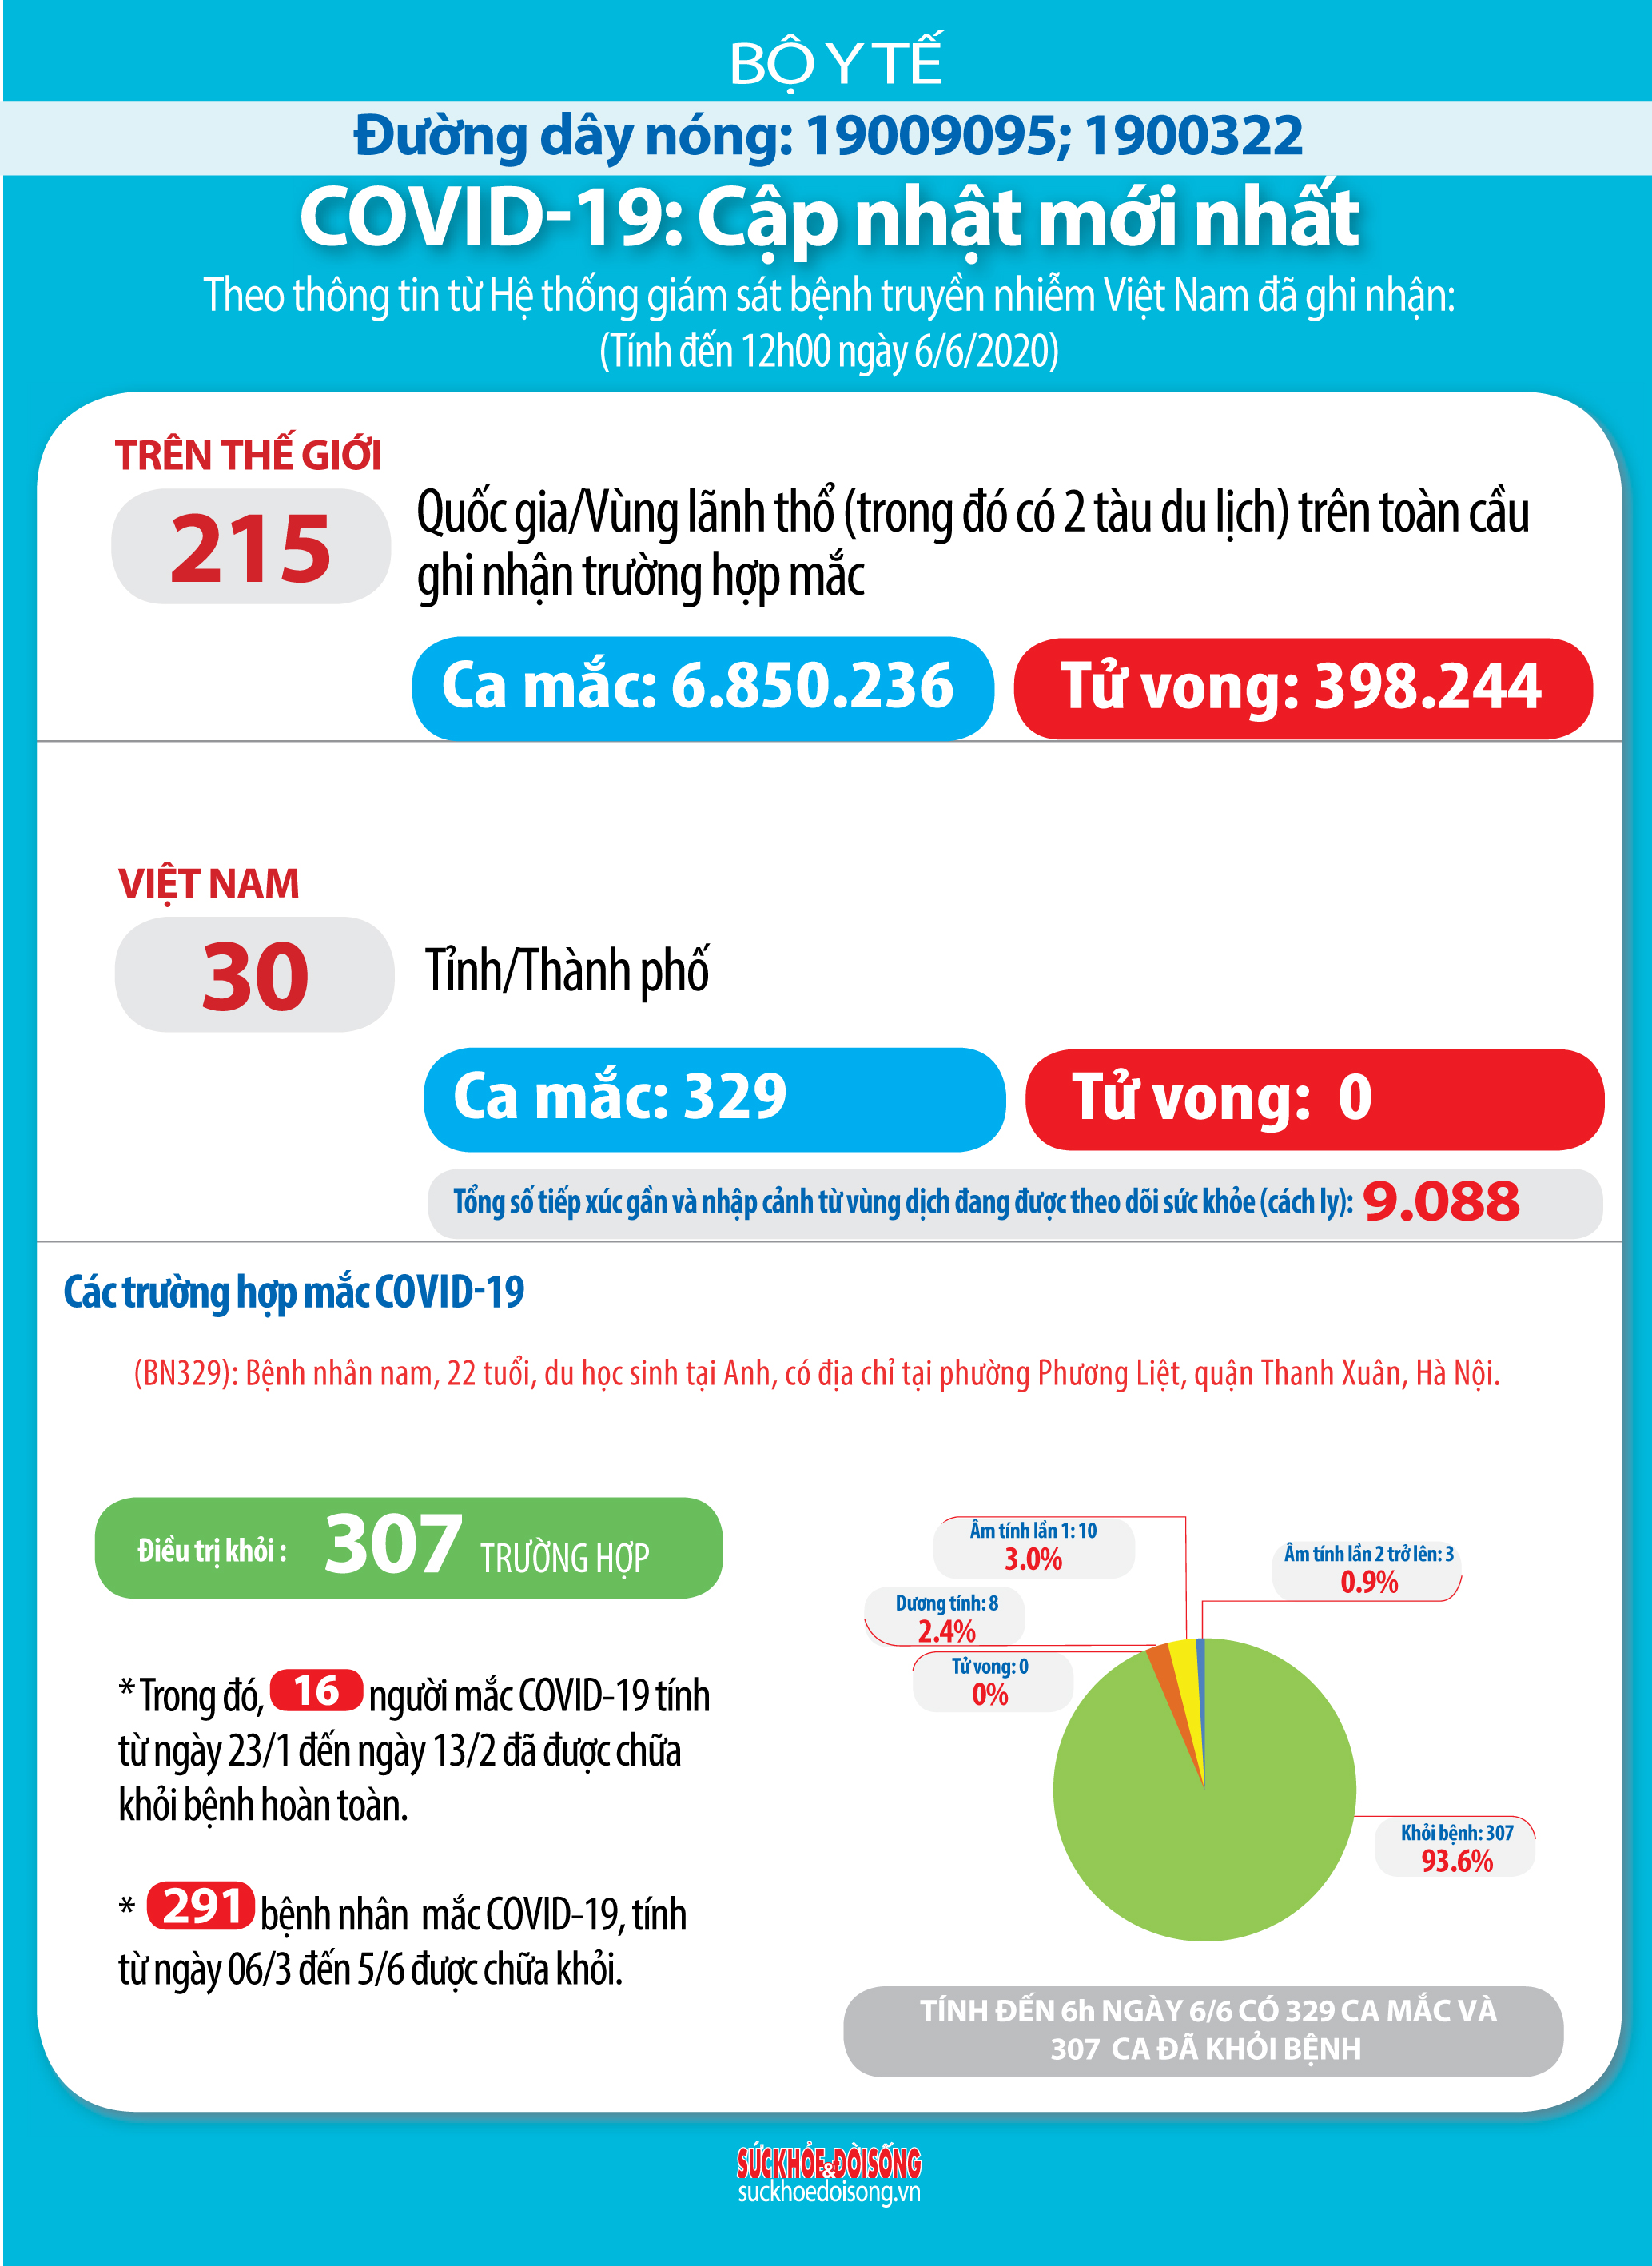 BỘ Y TẾ
Đường dây nóng: 19009095; 1900322
COVID-19: Cập nhật mới nhất
Theo thông tin từ Hệ thống giám sát bệnh truyền nhiễm Việt Nam đã ghi nhận:
(Tính đến 12h00 ngày 6/6/2020)
TRÊN THẾ GIỚI
215
Quốc gia/Vùng lãnh thổ (trong đó có 2 tàu du lịch) trên toàn cầu
ghi nhận trường hợp mắc
Ca mắc: 6.850.236
Tử vong: 398.244
VIỆT NAM
30
Tỉnh/Thành phố
Ca mắc: 329
Tử vong: 0
Tổng số tiếp xúc gần và nhập cảnh từ vùng dịch đang được theo dõi sức khỏe (cách ly): 9.088
Các trường hợp mắc COVID-19
(BN329): Bệnh nhân nam, 22 tuổi, du học sinh tại Anh, có địa chỉ tại phường Phương Liệt, quận Thanh Xuân, Hà Nội.
Điều trị khỏi : 307 TRƯỜNG HỢP
* Trong đó, 16 người mắc COVID-19 tính
từ ngày 23/1 đến ngày 13/2 đã được chữa
khỏi bệnh hoàn toàn.
* 291 bệnh nhân mắc COVID-19, tính
từ ngày 06/3 đến 5/6 được chữa khỏi.
Âm tính lần 1: 10
3.0%
Âm tính lần 2 trở lên: 3
0.9%
Dương tính: 8
2.4%
Tử vong: 0
0%
Khỏi bệnh: 307
93.6%
TÍNH ĐẾN 6h NGÀY 6/6 CÓ 329 CA MẮC VÀ
307 CA ĐÃ KHỎI BỆNH
SỨC KHỎE & ĐỜI SỐNG
suckhoedoisong.vn